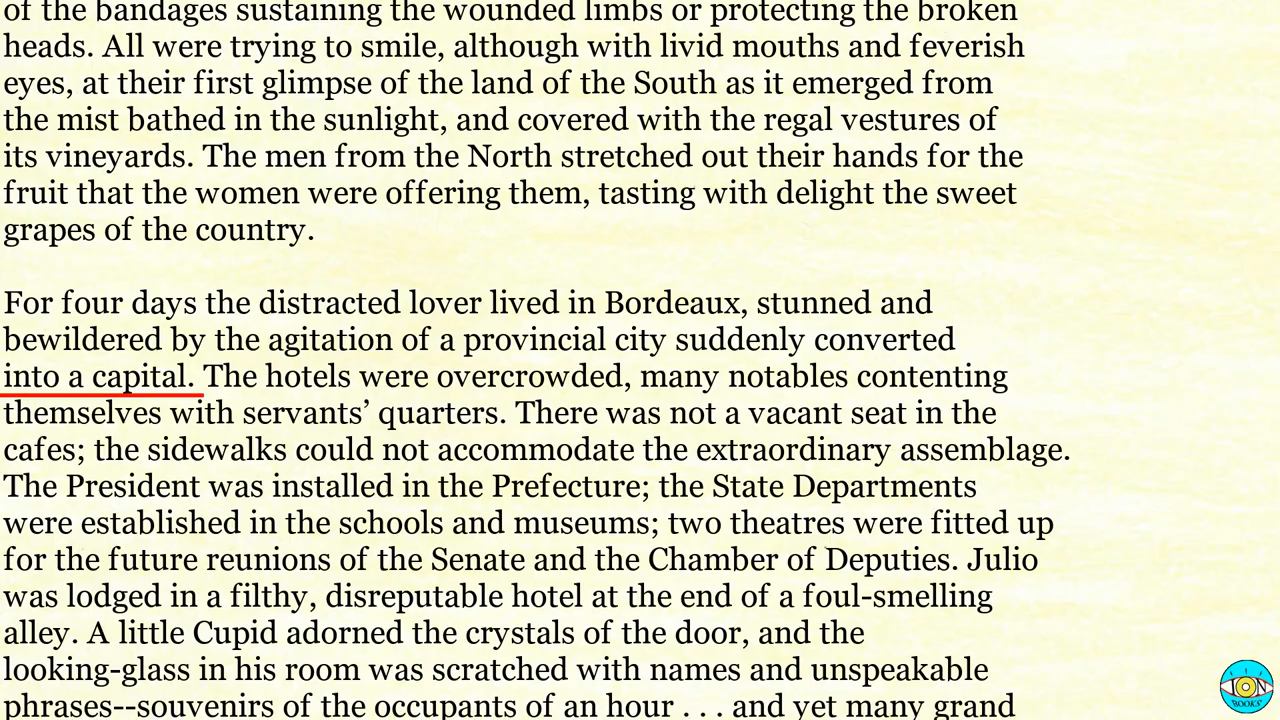 of the bandages sustaining the wounded limbs or protecting the broken
heads. All were trying to smile, although with livid mouths and feverish
eyes, at their first glimpse of the land of the South as it emerged from
the mist bathed in the sunlight, and covered with the regal vestures of
its vineyards. The men from the North stretched out their hands for the
fruit that the women were offering them, tasting with delight the sweet
grapes of the country.
For four days the distracted lover lived in Bordeaux, stunned and
bewildered by the agitation of a provincial city suddenly converted
into a capital. The hotels were overcrowded, many notables contenting
themselves with servants’ quarters. There was not a vacant seat in the
cafes; the sidewalks could not accommodate the extraordinary assemblage.
The President was installed in the Prefecture; the State Departments
were established in the schools and museums; two theatres were fitted up
for the future reunions of the Senate and the Chamber of Deputies. Julio
was lodged in a filthy, disreputable hotel at the end of a foul-smelling
alley. A little Cupid adorned the crystals of the door, and the
looking-glass in his room was scratched with names and unspeakable
phrases--souvenirs of the occupants of an hour . . . and yet many grand
ION
BOOKS